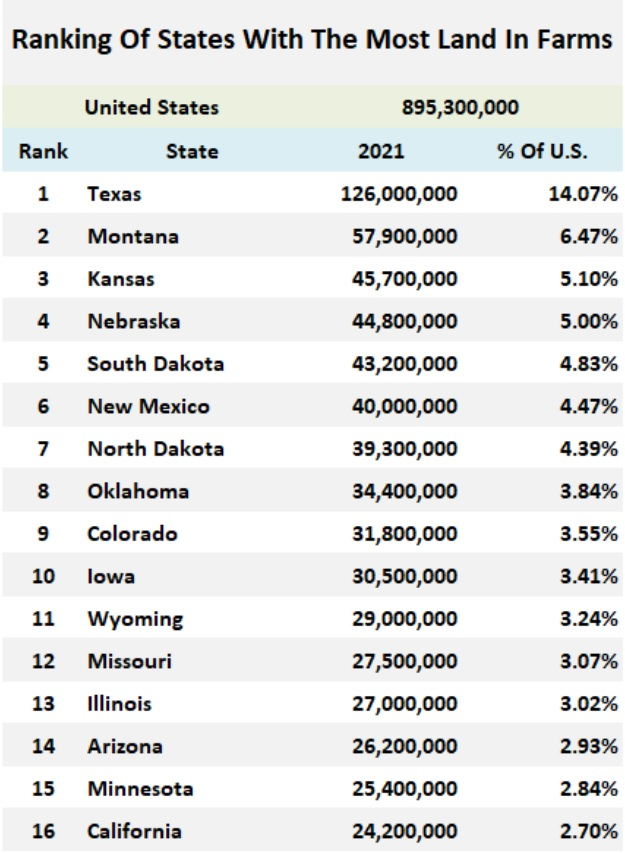 Ranking Of States With The Most Land In Farms
United States 895,300,000
Rank State 2021 % Of U.S.
1 Texas 126,000,000 14.07%
2 Montana 57,900,000 6.47%
3 Kansas 45,700,000 5.10%
4 Nebraska 44,800,000 5.00%
5 South Dakota 43,200,000 4.83%
6 New Mexico 40,000,000 4.47%
7 North Dakota 39,300,000 4.39%
8 Oklahoma 34,400,000 3.84%
9 Colorado 31,800,000 3.55%
10 Iowa 30,500,000 3.41%
11 Wyoming 29,000,000 3.24%
12 Missouri 27,500,000 3.07%
13 Illinois 27,000,000 3.02%
14 Arizona 26,200,000 2.93%
15 Minnesota 25,400,000 2.84%
16 California 24,200,000 2.70%